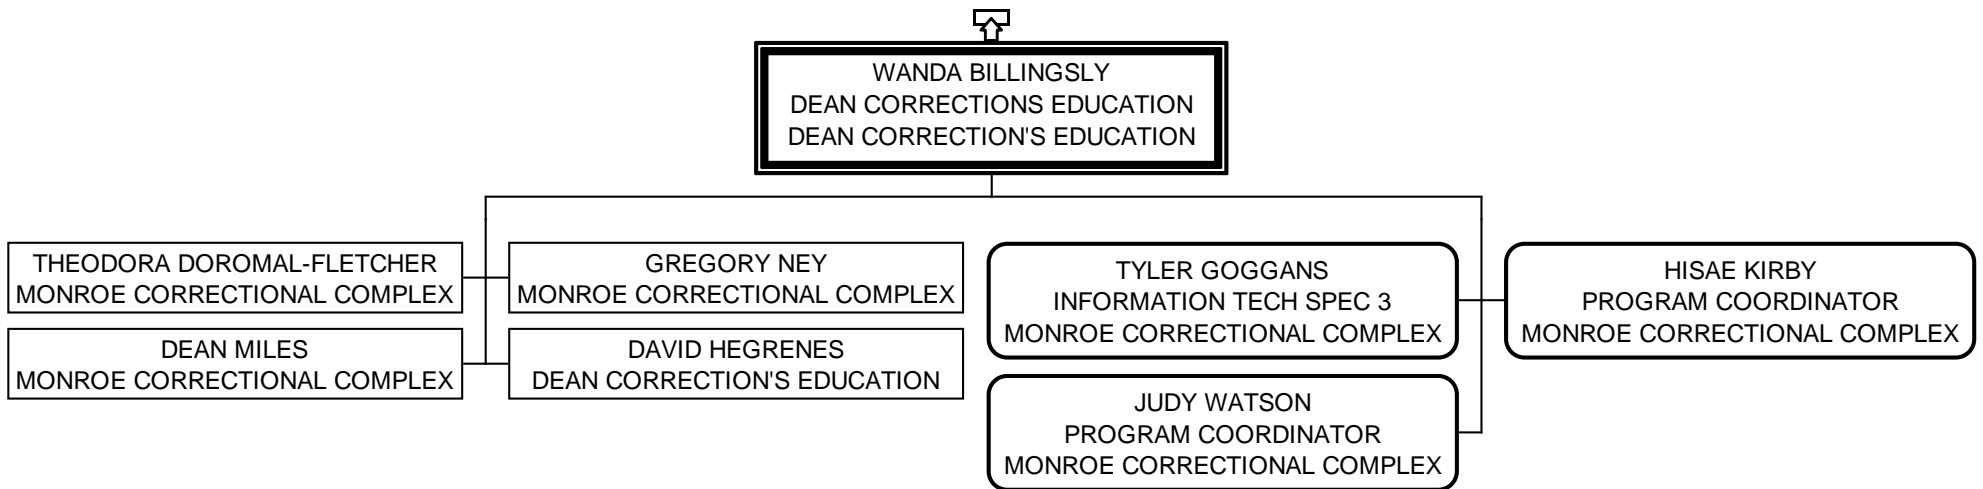 WANDA BILLINGSLY
DEAN CORRECTIONS EDUCATION
DEAN CORRECTION'S EDUCATION
THEODORA DOROMAL-FLETCHER
MONROE CORRECTIONAL COMPLEX
GREGORY NEY
MONROE CORRECTIONAL COMPLEX
DEAN MILES
MONROE CORRECTIONAL COMPLEX
DAVID HEGRENES
DEAN CORRECTION'S EDUCATION
TYLER GOGGANS
INFORMATION TECH SPEC 3
MONROE CORRECTIONAL COMPLEX
HISAE KIRBY
PROGRAM COORDINATOR
MONROE CORRECTIONAL COMPLEX
JUDY WATSON
PROGRAM COORDINATOR
MONROE CORRECTIONAL COMPLEX